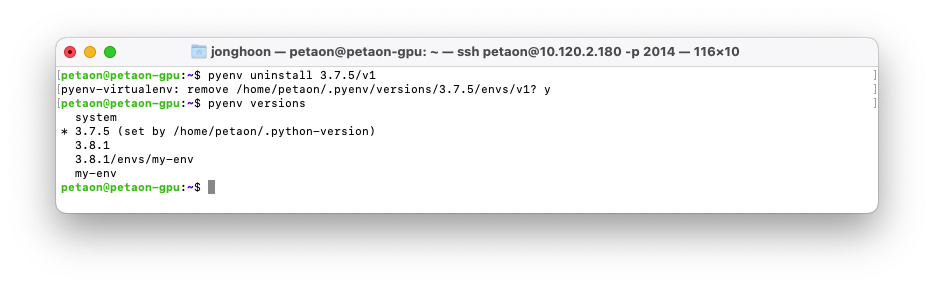 jonghoon — petaon@petaon-gpu: ~ — ssh petaon@10.120.2.180 -p 2014 — 116×10
[petaon@petaon-gpu:~$ pyenv uninstall 3.7.5/v1 ]
[pyenv-virtualenv: remove /home/petaon/.pyenv/versions/3.7.5/envs/v1? y ]
[petaon@petaon-gpu:~$ pyenv versions ]
  system
* 3.7.5 (set by /home/petaon/.python-version)
  3.8.1
  3.8.1/envs/my-env
  my-env
petaon@petaon-gpu:~$